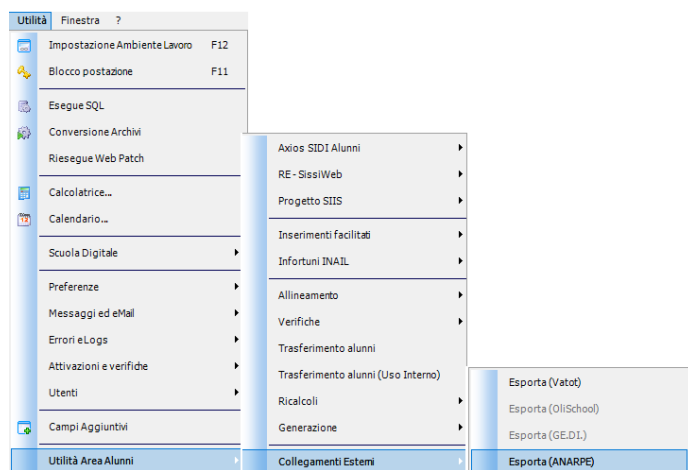 Utilità Finestra ?
Impostazione Ambiente Lavoro F12
Blocco postazione F11
Esegue SQL
Conversione Archivi
Riesegue Web Patch
Calcolatrice...
Calendario...
Scuola Digitale
Preferenze
Messaggi ed eMail
Errori e Logs
Attivazioni e verifiche
Utenti
Campi Aggiuntivi
Utilità Area Alunni
Axios SIDI Alunni
RE - SissiWeb
Progetto SIIS
Inserimenti facilitati
Infortuni INAIL
Allineamento
Verifiche
Trasferimento alunni
Trasferimento alunni (Uso Interno)
Ricalcoli
Generazione
Collegamenti Esterni
Esporta (Vatot)
Esporta (OliSchool)
Esporta (GE.DI.)
Esporta (ANARPE)